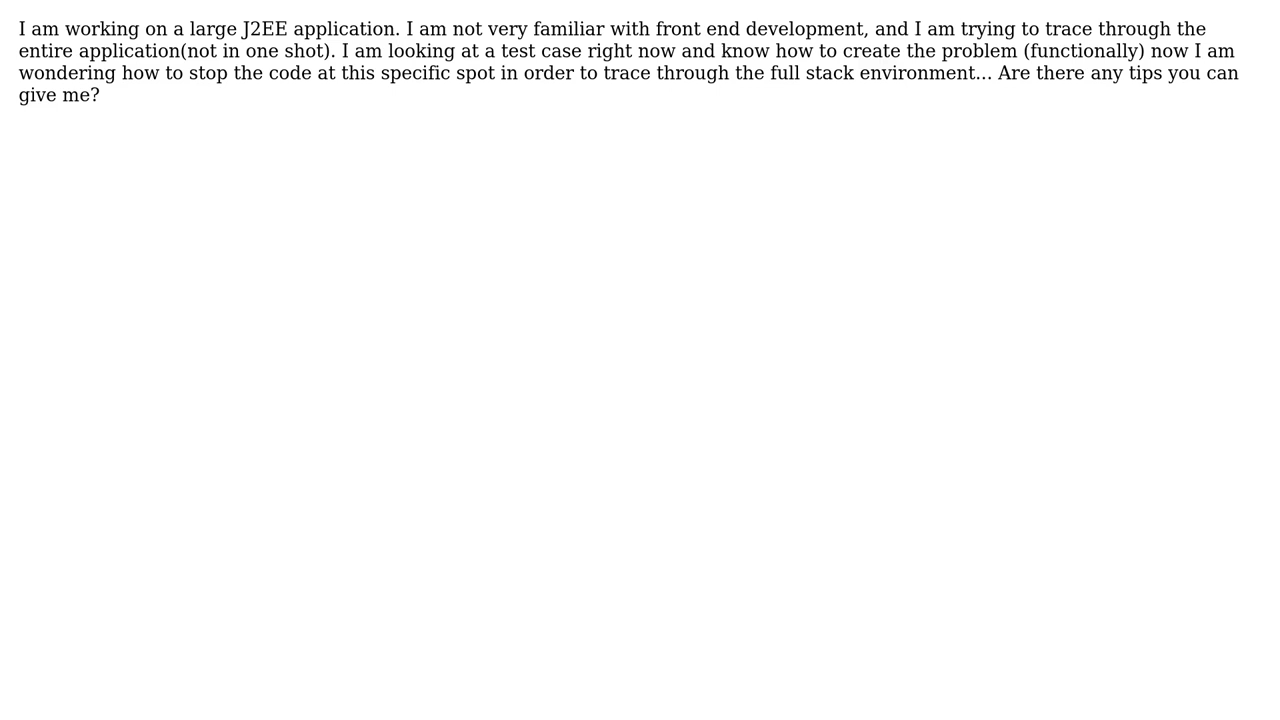 I am working on a large J2EE application. I am not very familiar with front end development, and I am trying to trace through the
entire application(not in one shot). I am looking at a test case right now and know how to create the problem (functionally) now I am
wondering how to stop the code at this specific spot in order to trace through the full stack environment... Are there any tips you can
give me?